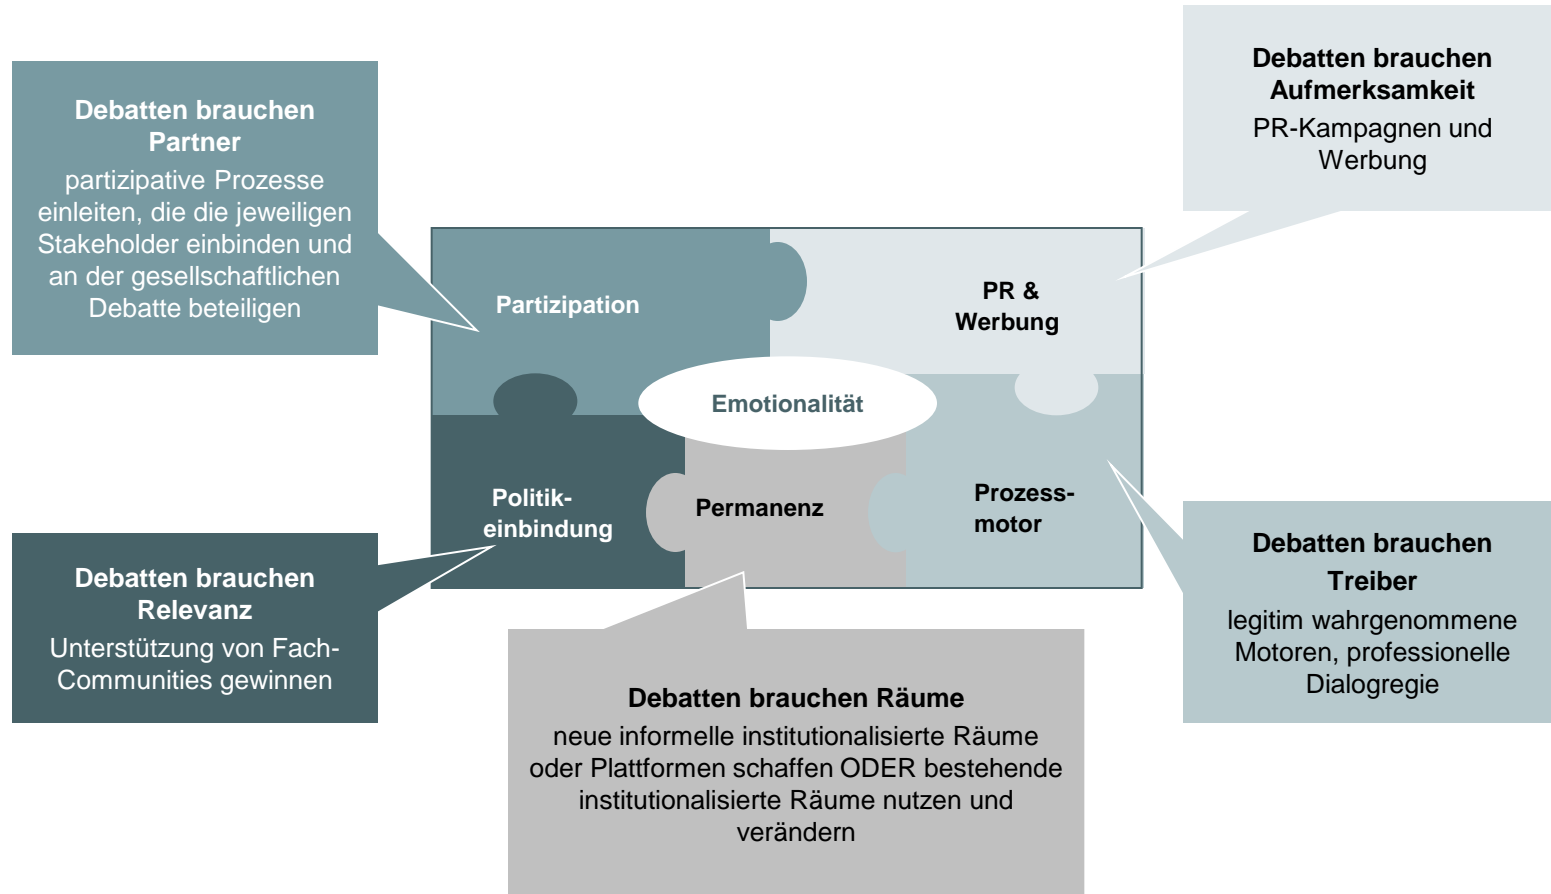 Debatten brauchen
Partner
partizipative Prozesse
einleiten, die die jeweiligen
Stakeholder einbinden und
an der gesellschaftlichen
Debatte beteiligen
Debatten brauchen
Aufmerksamkeit
PR-Kampagnen und
Werbung
Partizipation
PR &
Werbung
Emotionalität
Politik-
einbindung
Permanenz
Prozess-
motor
Debatten brauchen
Relevanz
Unterstützung von Fach-
Communities gewinnen
Debatten brauchen Räume
neue informelle institutionalisierte Räume
oder Plattformen schaffen ODER bestehende
institutionalisierte Räume nutzen und
verändern
Debatten brauchen
Treiber
legitim wahrgenommene
Motoren, professionelle
Dialogregie